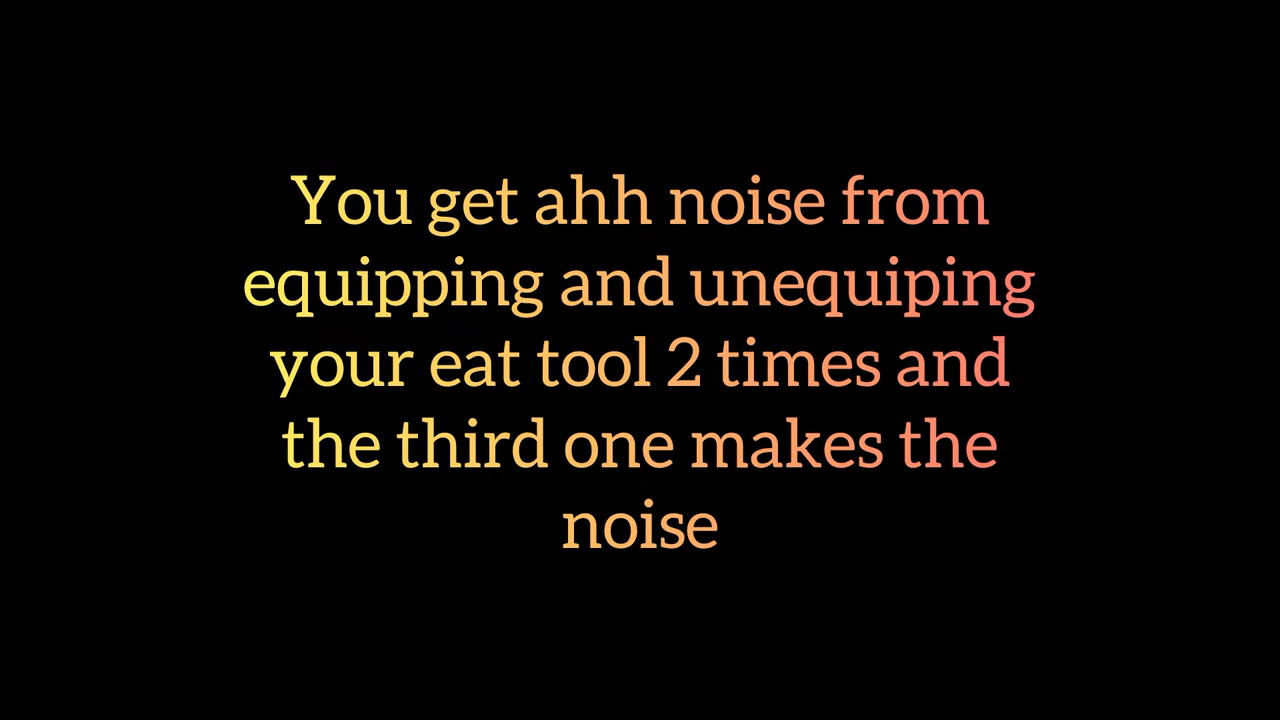 You get ahh noise from
equipping and unequiping
your eat tool 2 times and
the third one makes the
noise